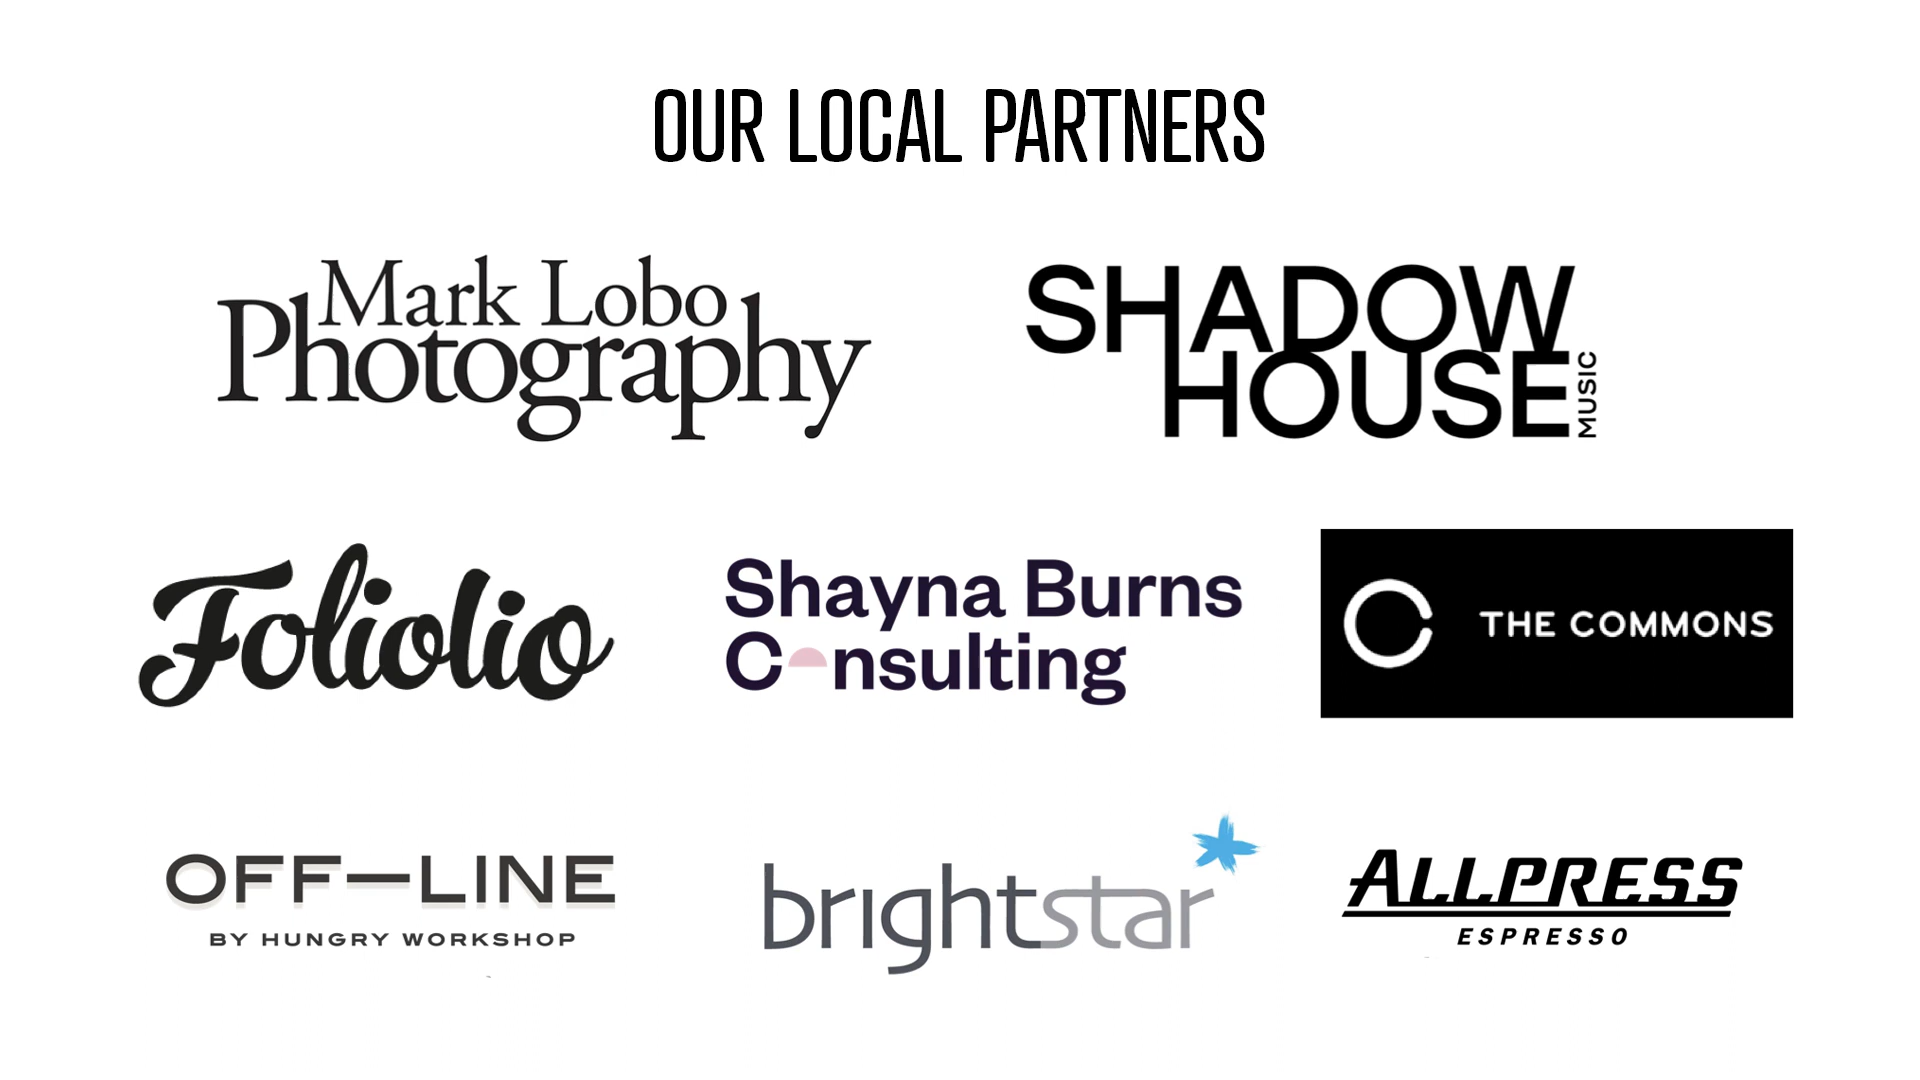 OUR LOCAL PARTNERS
Mark Lobo
Photography
SHADOW
HOUSE
MUSIC
Foliolio
Shayna Burns
Consulting
THE COMMONS
OFF—LINE
BY HUNGRY WORKSHOP
brightstar
ALLPRESS
ESPRESSO